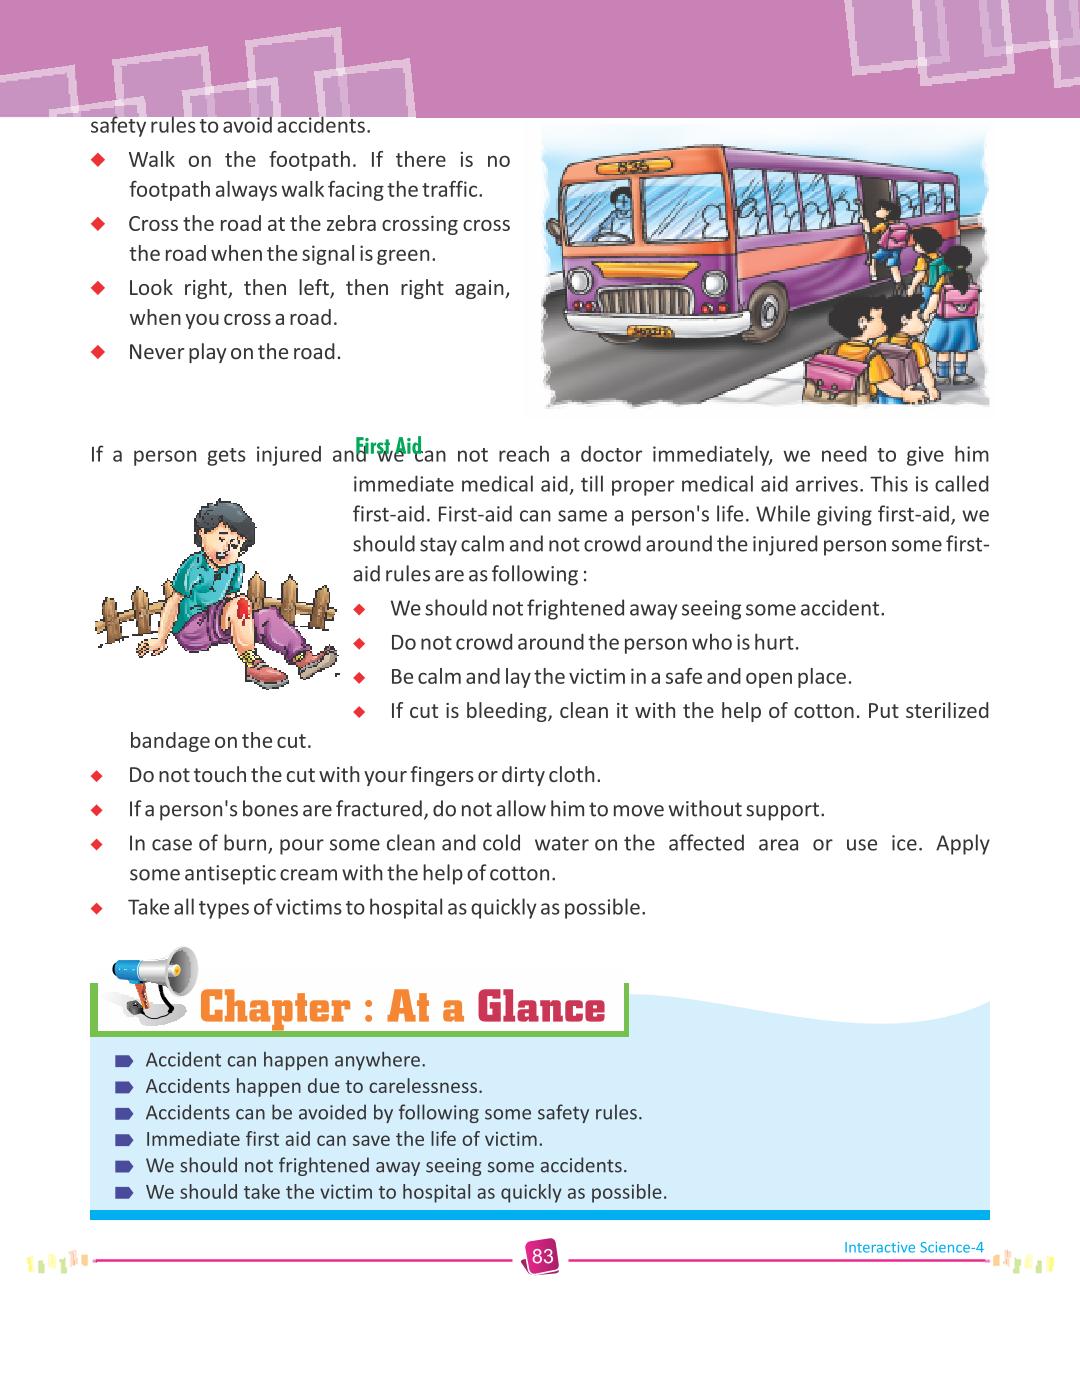 safety rules to avoid accidents.
◆ Walk on the footpath. If there is no
footpath always walk facing the traffic.
◆ Cross the road at the zebra crossing cross
the road when the signal is green.
◆ Look right, then left, then right again,
when you cross a road.
◆ Never play on the road.
835
First Aid
If a person gets injured and we can not reach a doctor immediately, we need to give him
immediate medical aid, till proper medical aid arrives. This is called
first-aid. First-aid can same a person's life. While giving first-aid, we
should stay calm and not crowd around the injured person some first-
aid rules are as following :
◆ We should not frightened away seeing some accident.
◆ Do not crowd around the person who is hurt.
◆ Be calm and lay the victim in a safe and open place.
◆ If cut is bleeding, clean it with the help of cotton. Put sterilized
bandage on the cut.
◆ Do not touch the cut with your fingers or dirty cloth.
◆ If a person's bones are fractured, do not allow him to move without support.
◆ In case of burn, pour some clean and cold water on the affected area or use ice. Apply
some antiseptic cream with the help of cotton.
◆ Take all types of victims to hospital as quickly as possible.
Chapter : At a Glance
Accident can happen anywhere.
Accidents happen due to carelessness.
Accidents can be avoided by following some safety rules.
Immediate first aid can save the life of victim.
We should not frightened away seeing some accidents.
We should take the victim to hospital as quickly as possible.
83
Interactive Science-4